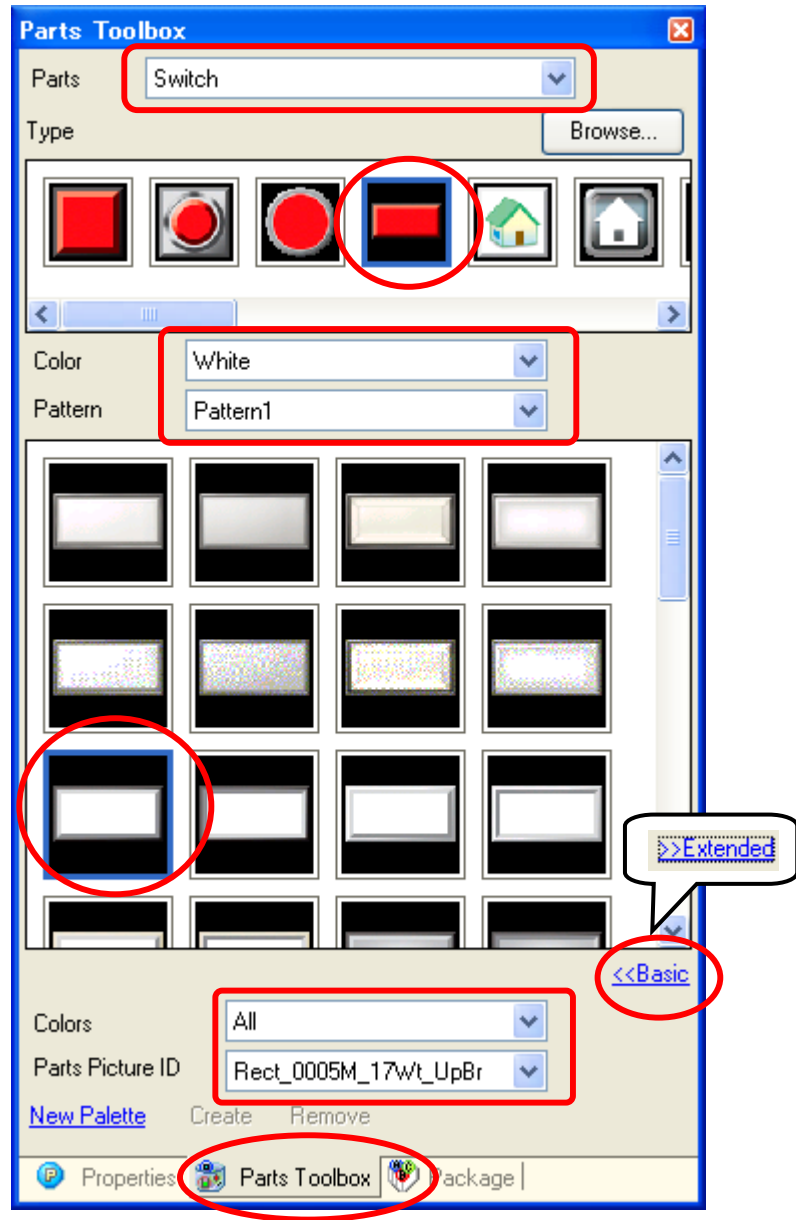 Parts Toolbox
Parts Switch
Type Browse...
Color White
Pattern Pattern1
>>Extended
<<Basic
Colors All
Parts Picture ID Rect_0005M_17Wt_UpBr
New Palette Create Remove
Properties Parts Toolbox Package